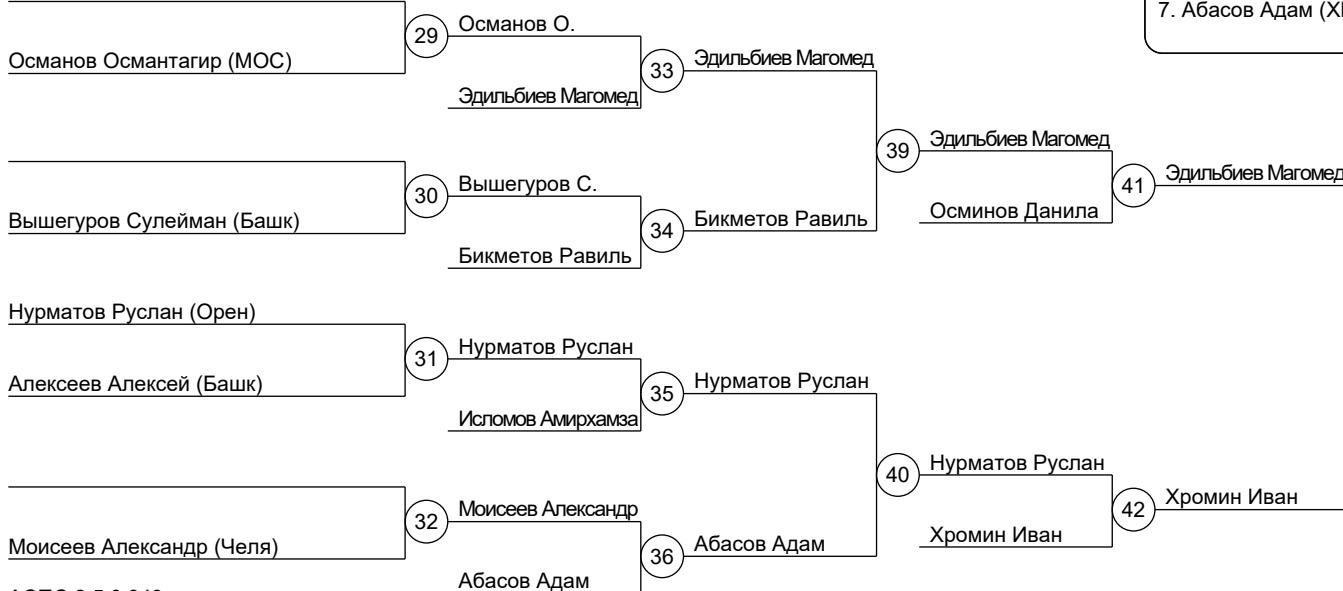 7. Абасов Адам
29 Османов О.
Османов Османтагир (МОС)
33 Эдильбиев Магомед
Эдильбиев Магомед
39 Эдильбиев Магомед
41 Эдильбиев Магомед
30 Вышегуров С.
Вышегуров Сулейман (Башк)
34 Бикметов Равиль
Осминов Данила
Бикметов Равиль
Нурматов Руслан (Орен)
31 Нурматов Руслан
Алексеев Алексей (Башк)
35 Нурматов Руслан
Исломов Амирхамза
40 Нурматов Руслан
42 Хромин Иван
32 Моисеев Александр
Моисеев Александр (Челя)
36 Абасов Адам
Хромин Иван
Абасов Адам